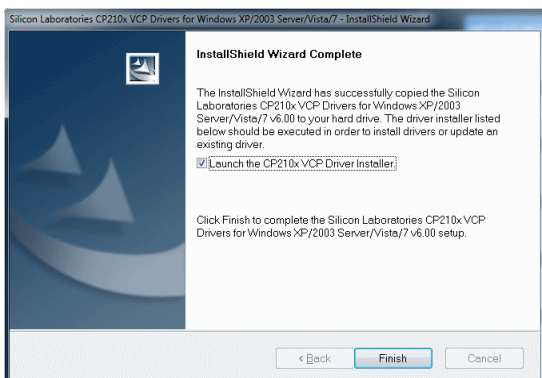 Silicon Laboratories CP210x VCP Drivers for Windows XP/2003 Server/Vista/7 - InstallShield Wizard
InstallShield Wizard Complete
The InstallShield Wizard has successfully copied the Silicon
Laboratories CP210x VCP Drivers for Windows XP/2003
Server/Vista/7 v6.00 to your hard drive. The driver installer listed
below should be executed in order to install drivers or update an
existing driver.
Launch the CP210x VCP Driver Installer.
Click Finish to complete the Silicon Laboratories CP210x VCP
Drivers for Windows XP/2003 Server/Vista/7 v6.00 setup.
< Back
Finish
Cancel